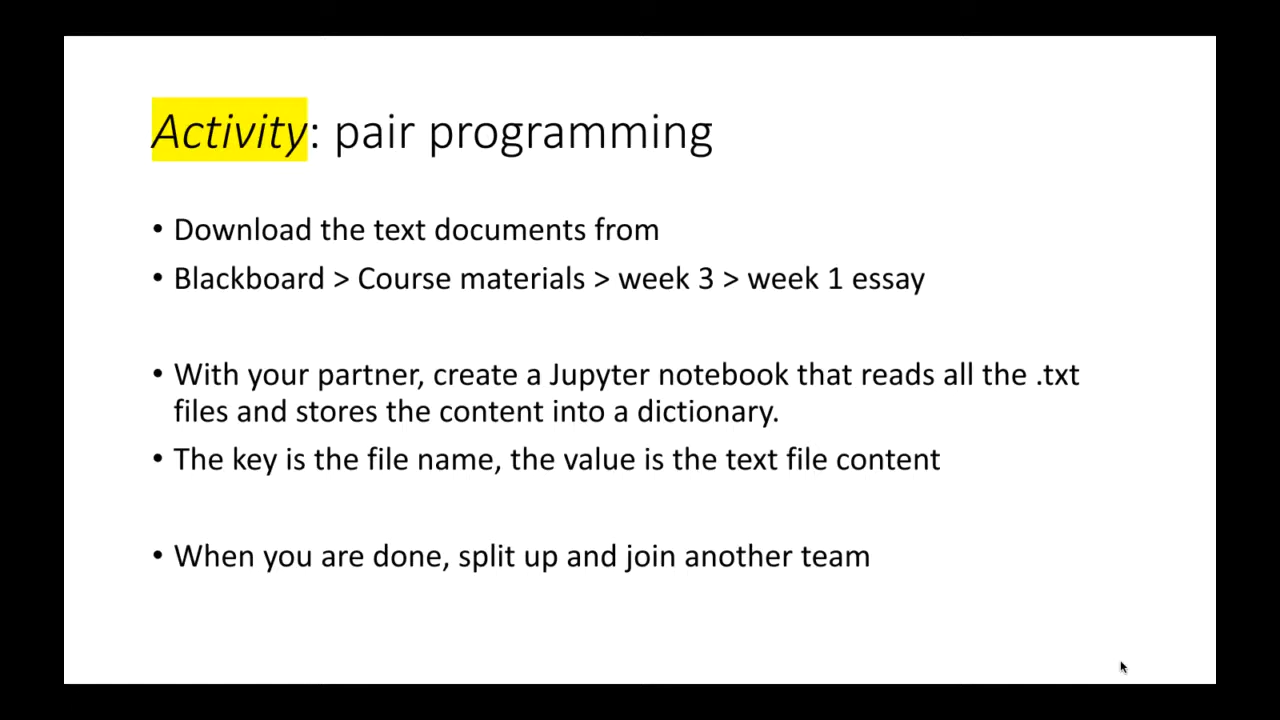 Activity: pair programming
• Download the text documents from
• Blackboard > Course materials > week 3 > week 1 essay
• With your partner, create a Jupyter notebook that reads all the .txt
files and stores the content into a dictionary.
• The key is the file name, the value is the text file content
• When you are done, split up and join another team